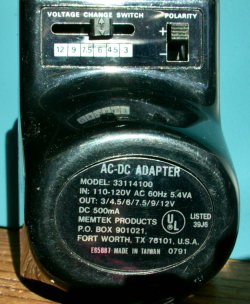 VOLTAGE CHANGE SWITCH POLARITY
+
12 9 7.5 6 4.5 3 -
AC-DC ADAPTER
MODEL: 33114100
IN: 110-120V AC 60Hz 5.4VA
OUT: 3/4.5/6/7.5/9/12V
DC 500mA
MEMTEK PRODUCTS
P.O. BOX 901021,
FORT WORTH, TX 76101, U.S.A.
UL ® LISTED
39J6
E65887 MADE IN TAIWAN 0791